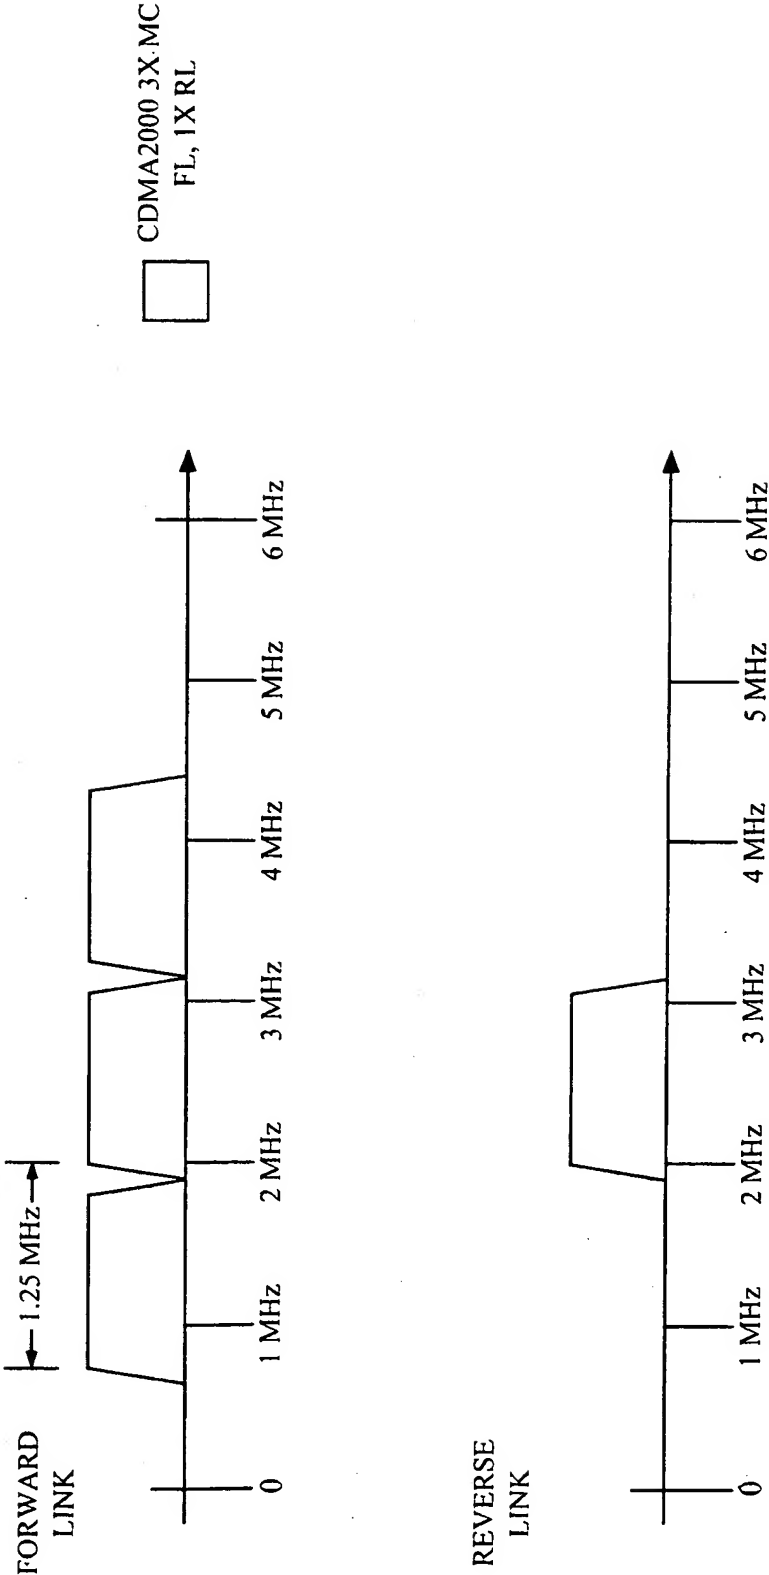 FORWARD
LINK
1.25 MHz
0
1 MHz
2 MHz
3 MHz
4 MHz
5 MHz
6 MHz
CDMA2000 3X MC
FL, 1X RL
REVERSE
LINK
0
1 MHz
2 MHz
3 MHz
4 MHz
5 MHz
6 MHz